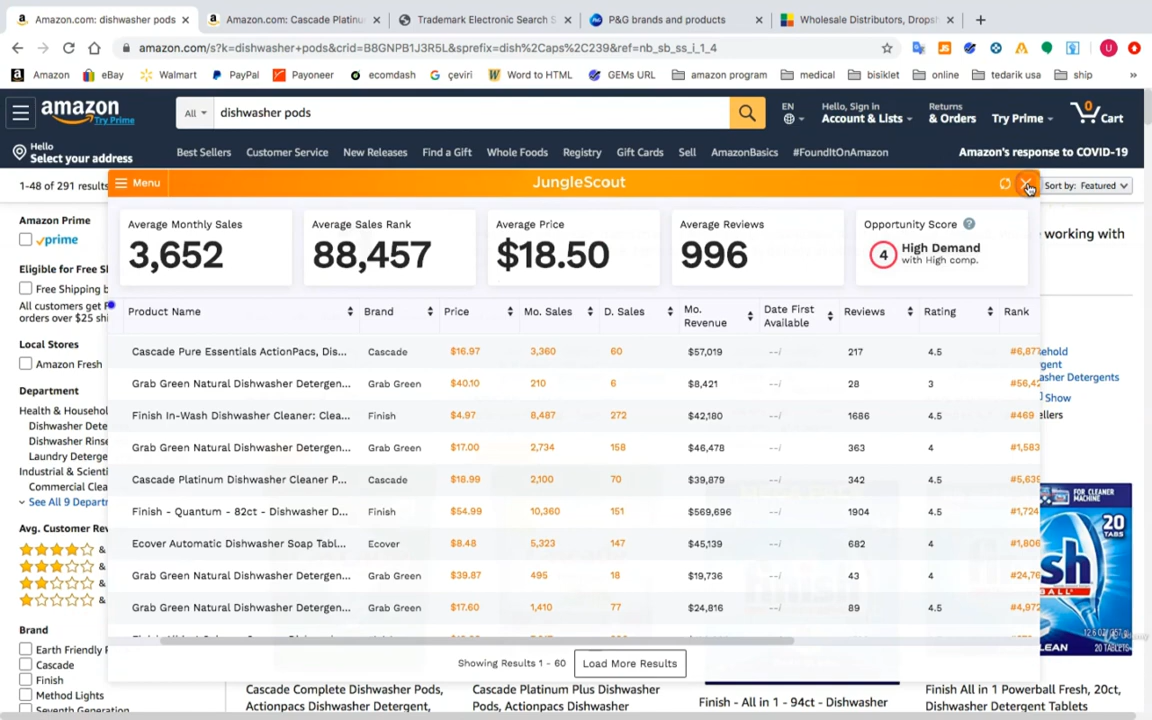 Amazon.com: dishwasher pods
Amazon.com: Cascade Platinu
Trademark Electronic Search S
P&G brands and products
Wholesale Distributors, Drops
amazon.com/s?k=dishwasher+pods&crid=B8GNPB1J3R5L&sprefix=dish%2Caps%2C239&ref=nb_sb_ss_i_1_4
Amazon
eBay
Walmart
PayPal
Payoneer
ecomdash
çeviri
Word to HTML
GEMs URL
amazon program
medical
bisiklet
online
tedarik usa
ship
»
amazon
Try Prime
All
dishwasher pods
EN
Hello, Sign in
Account & Lists
Returns
& Orders
Try Prime
0
Cart
Hello
Select your address
Best Sellers
Customer Service
New Releases
Find a Gift
Whole Foods
Registry
Gift Cards
Sell
AmazonBasics
#FoundItOnAmazon
Amazon's response to COVID-19
1-48 of 291 results
Menu
JungleScout
Sort by: Featured
Amazon Prime
prime
Eligible for Free Sh
Free Shipping b
All customers get F
orders over $25 shi
Local Stores
Amazon Fresh
Department
Health & Househol
Dishwasher Dete
Dishwasher Rins
Laundry Deterge
Industrial & Scienti
Commercial Clea
See All 9 Departr
Avg. Customer Rev
&
&
&
&
Brand
Earth Friendly P
Cascade
Finish
Method Lights
Seventh Generation
Average Monthly Sales
3,652
Average Sales Rank
88,457
Average Price
$18.50
Average Reviews
996
Opportunity Score ?
4
High Demand
with High comp.
working with
Product Name
Brand
Price
Mo. Sales
D. Sales
Mo.
Revenue
Date First
Available
Reviews
Rating
Rank
Cascade Pure Essentials ActionPacs, Dis... Cascade $16.97 3,360 60 $57,019 --/ 217 4.5 #6,877
Grab Green Natural Dishwasher Detergen... Grab Green $40.10 210 6 $8,421 --/ 28 3 #56,4
Finish In-Wash Dishwasher Cleaner: Clea... Finish $4.97 8,487 272 $42,180 --/ 1686 4.5 #469
Grab Green Natural Dishwasher Detergen... Grab Green $17.00 2,734 158 $46,478 --/ 363 4 #1,583
Cascade Platinum Dishwasher Cleaner P... Cascade $18.99 2,100 70 $39,879 --/ 342 4.5 #5,639
Finish - Quantum - 82ct - Dishwasher D... Finish $54.99 10,360 151 $569,696 --/ 1904 4.5 #1,724
Ecover Automatic Dishwasher Soap Tabl... Ecover $8.48 5,323 147 $45,139 --/ 682 4 #1,806
Grab Green Natural Dishwasher Detergen... Grab Green $39.87 495 18 $19,736 --/ 43 4 #24,76
Grab Green Natural Dishwasher Detergen... Grab Green $17.60 1,410 77 $24,816 --/ 89 4.5 #4,972
Showing Results 1 - 60
Load More Results
ehold
gent
asher Detergents
Show
ellers
FOR CLEANER
MACHINE
20
TABS
sh
BALL
LEAN
20 TABLETS
Cascade Complete Dishwasher Pods,
Actionpacs Dishwasher Detergent,
Cascade Platinum Plus Dishwasher
Pods, Actionpacs Dishwasher
Finish - All in 1 - 94ct - Dishwasher
Finish All in 1 Powerball Fresh, 20ct,
Dishwasher Detergent Tablets